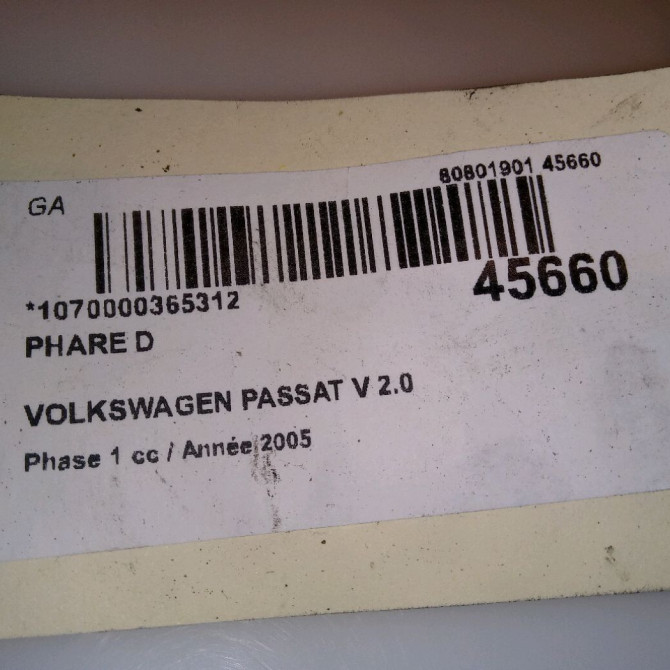 80801901 45660
GA
45660
*1070000365312
PHARE D
VOLKSWAGEN PASSAT V 2.0
Phase 1 cc / Année 2005